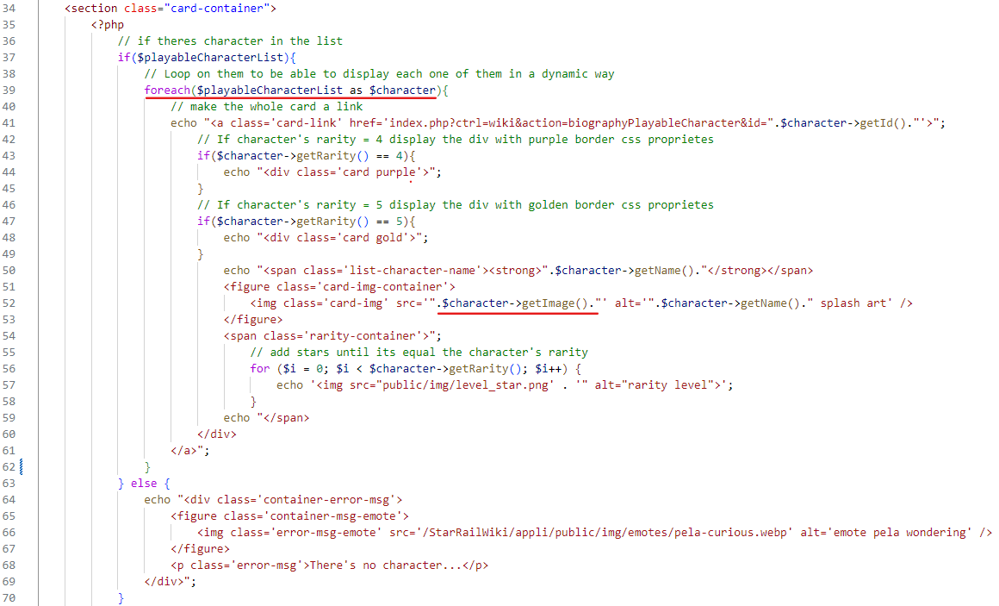 34 <section class="card-container">
35 <?php
36 // if theres character in the list
37 if($playableCharacterList){
38 // Loop on them to be able to display each one of them in a dynamic way
39 foreach($playableCharacterList as $character){
40 // make the whole card a link
41 echo "<a class='card-link' href='index.php?ctrl=wiki&action=biographyPlayableCharacter&id=".$character->getId()."'>";
42 // If character's rarity = 4 display the div with purple border css proprietes
43 if($character->getRarity() == 4){
44 echo "<div class='card purple'>";
45 }
46 // If character's rarity = 5 display the div with golden border css proprietes
47 if($character->getRarity() == 5){
48 echo "<div class='card gold'>";
49 }
50 echo "<span class='list-character-name'><strong>".$character->getName()."</strong></span>
51 <figure class='card-img-container'>
52 <img class='card-img' src='".$character->getImage()."' alt='".$character->getName()." splash art' />
53 </figure>
54 <span class='rarity-container'>";
55 // add stars until its equal the character's rarity
56 for ($i = 0; $i < $character->getRarity(); $i++) {
57 echo '<img src="public/img/level_star.png' . '" alt="rarity level">';
58 }
59 echo "</span>
60 </div>
61 </a>";
62 }
63 } else {
64 echo "<div class='container-error-msg'>
65 <figure class='container-msg-emote'>
66 <img class='error-msg-emote' src='/StarRailWiki/appli/public/img/emotes/pela-curious.webp' alt='emote pela wondering' />
67 </figure>
68 <p class='error-msg'>There's no character...</p>
69 </div>";
70 }